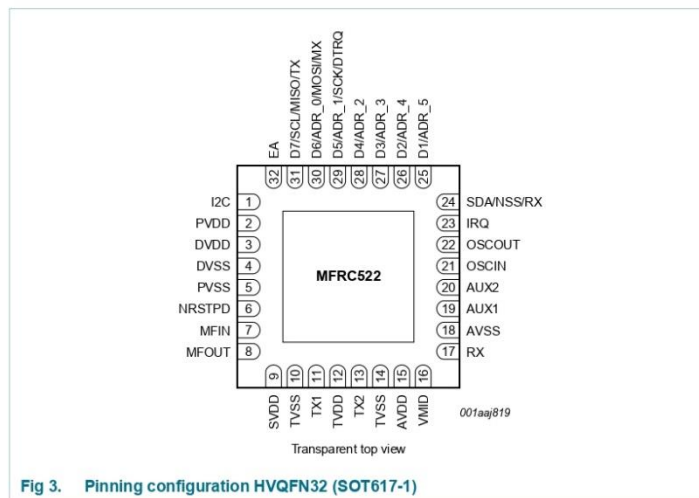 D7/SCL/MISO/TX
D6/ADR_0/MOSI/MX
D5/ADR_1/SCK/DTRQ
D4/ADR_2
D3/ADR_3
D2/ADR_4
D1/ADR_5
EA
32
31
30
29
28
27
26
25
I2C 1
PVDD 2
DVDD 3
DVSS 4
PVSS 5
NRSTPD 6
MFIN 7
MFOUT 8
MFRC522
24 SDA/NSS/RX
23 IRQ
22 OSCOUT
21 OSCIN
20 AUX2
19 AUX1
18 AVSS
17 RX
9
10
11
12
13
14
15
16
SVDD
TVSS
TX1
TVDD
TX2
TVSS
AVDD
VMID
001aaj819
Transparent top view
Fig 3. Pinning configuration HVQFN32 (SOT617-1)